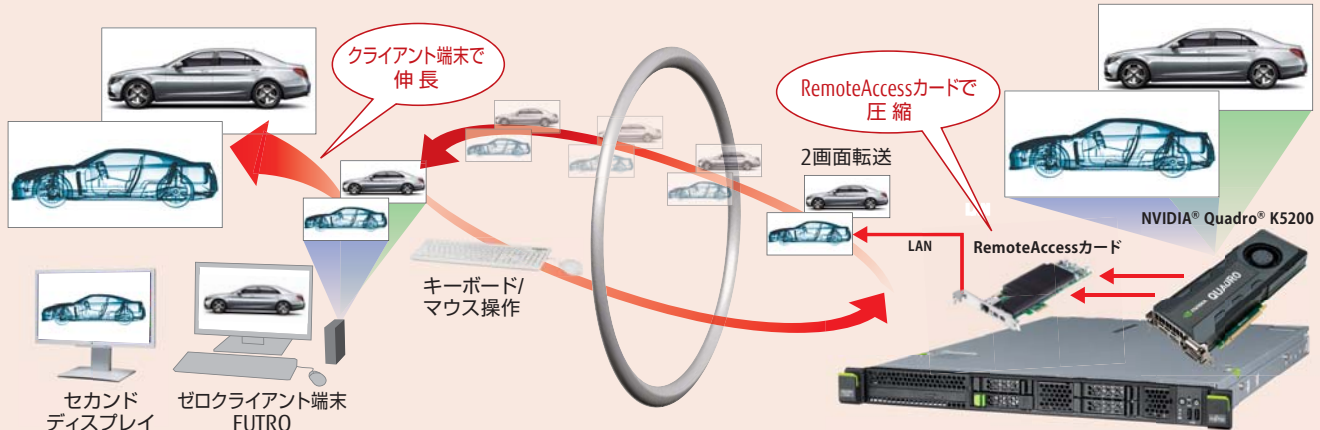 クライアント端末で
伸 長
RemoteAccessカードで
圧 縮
2画面転送
NVIDIA® Quadro® K5200
LAN
RemoteAccessカード
QUADRO
キーボード/
マウス操作
セカンド
ディスプレイ
ゼロクライアント端末
FUTRO